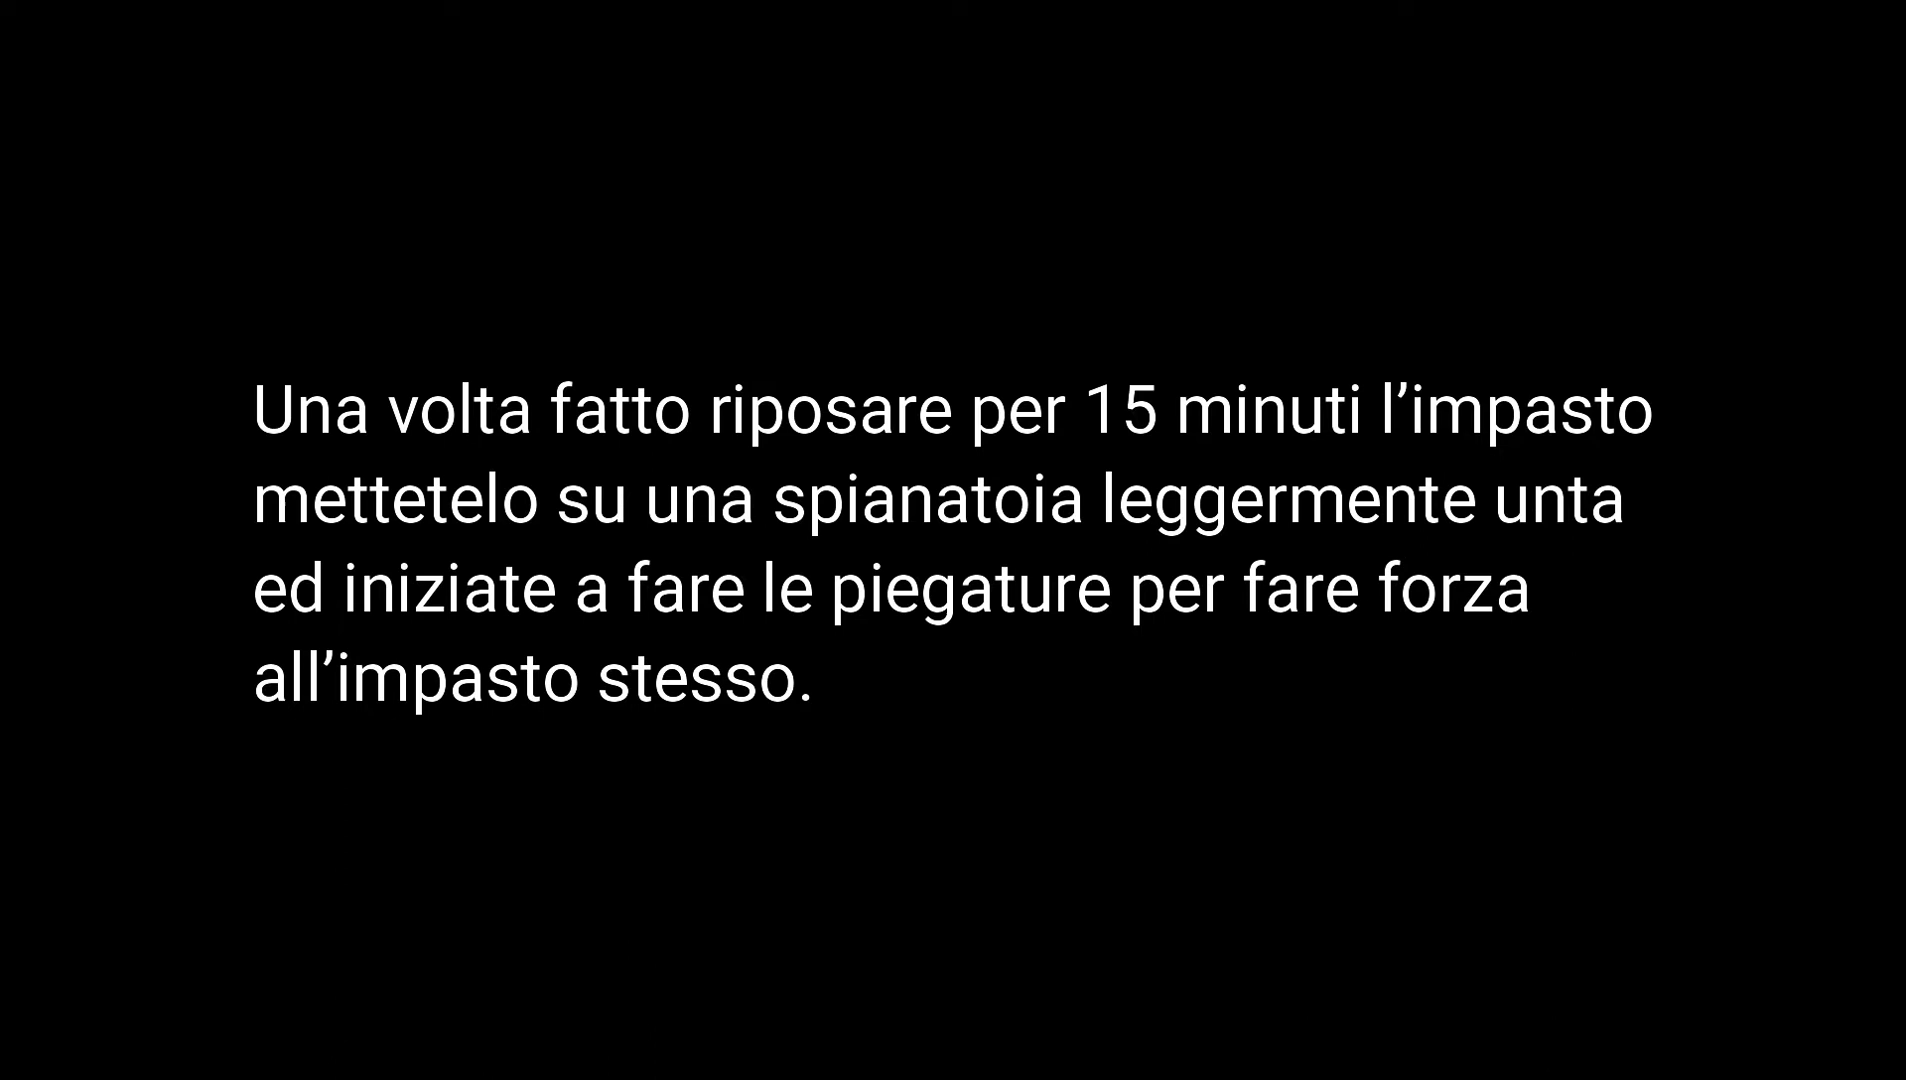 Una volta fatto riposare per 15 minuti l’impasto
mettetelo su una spianatoia leggermente unta
ed iniziate a fare le piegature per fare forza
all’impasto stesso.